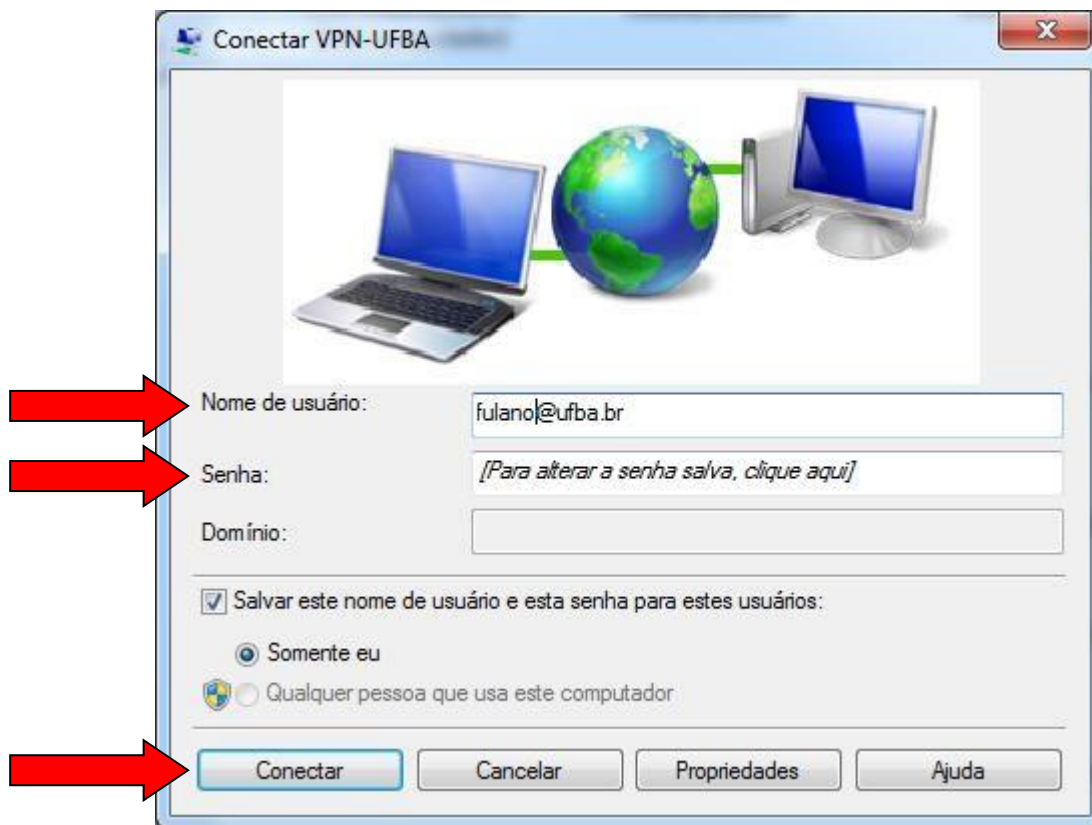 Conectar VPN-UFBA
Nome de usuário:
fulano@ufba.br
Senha:
[Para alterar a senha salva, clique aqui]
Domínio:
Salvar este nome de usuário e esta senha para estes usuários:
Somente eu
Qualquer pessoa que usa este computador
Conectar Cancelar Propriedades Ajuda